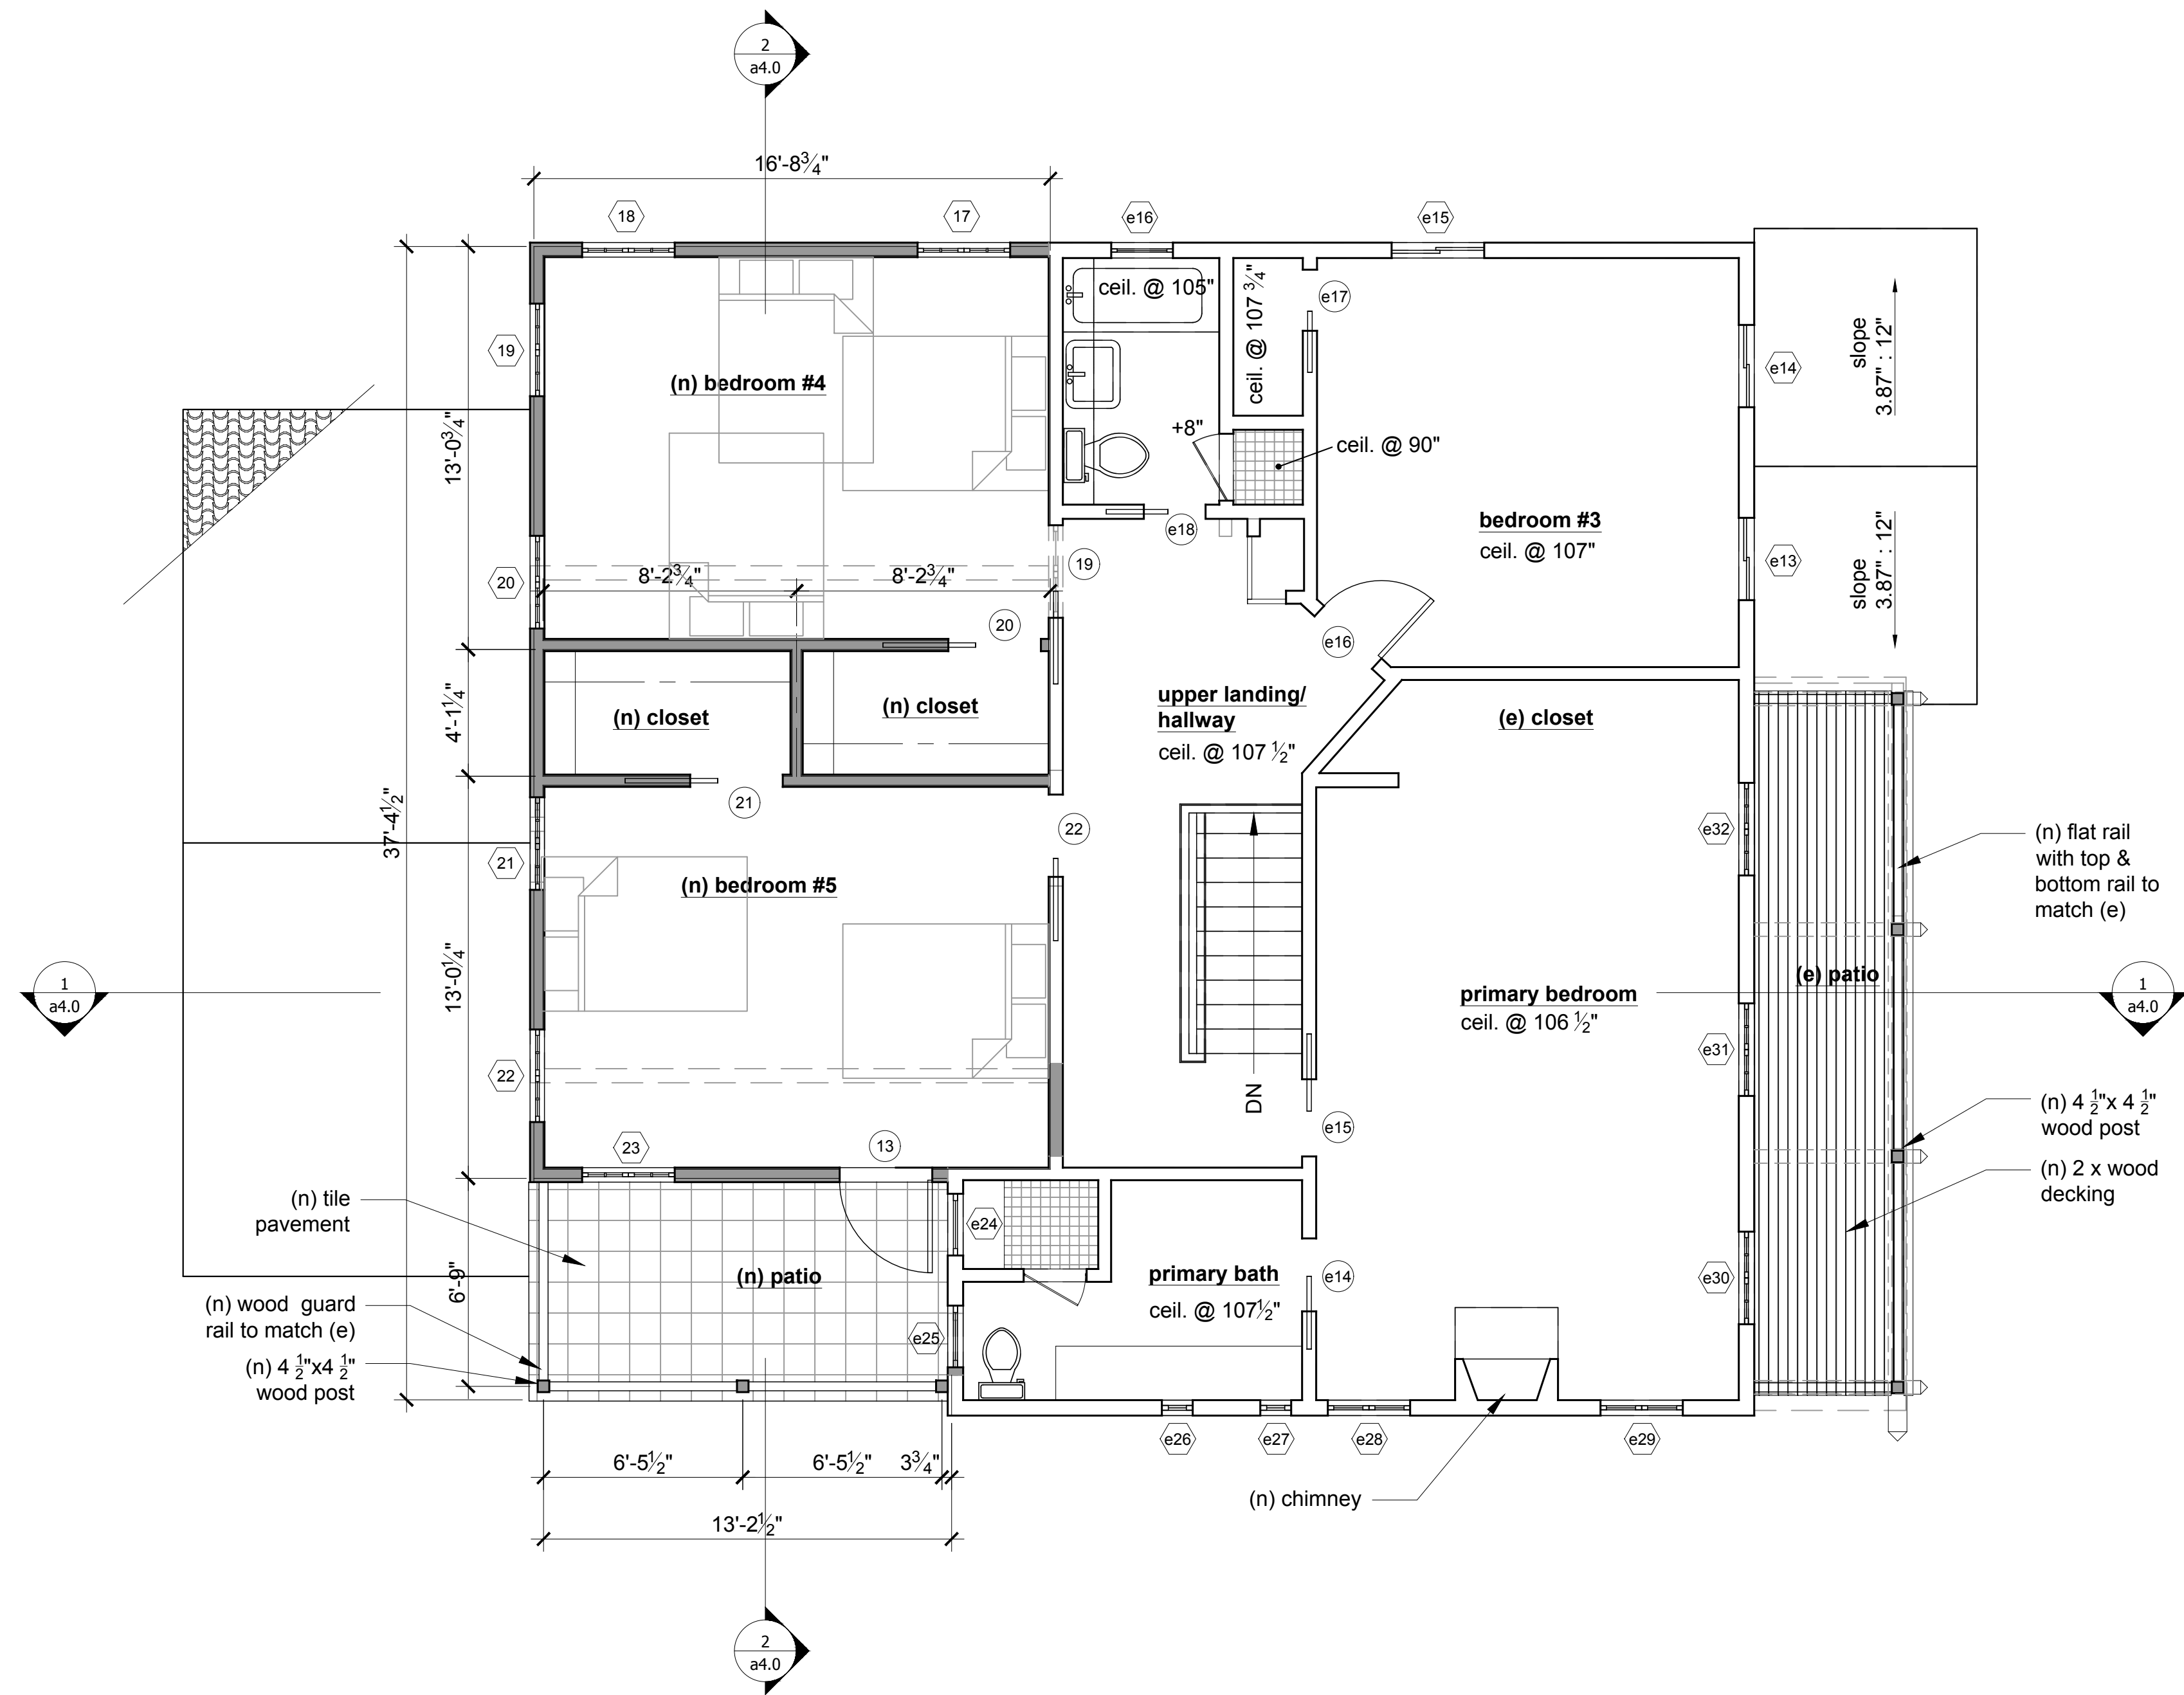 2
a4.0
16'-8¾"
18
17
e16
e15
ceil. @ 105"
ceil. @ 107 ¾"
e17
19
(n) bedroom #4
e14
slope
3.87" : 12"
+8"
ceil. @ 90"
13'-0¾"
bedroom #3
ceil. @ 107"
e18
19
e13
slope
3.87" : 12"
20
8'-2¾"
8'-2¾"
20
e16
4'-1¼"
(n) closet
(n) closet
upper landing/
hallway
ceil. @ 107 ½"
(e) closet
37'-4½"
21
22
e32
(n) flat rail
with top &
bottom rail to
match (e)
21
(n) bedroom #5
13'-0¼"
1
a4.0
primary bedroom
ceil. @ 106 ½"
(e) patio
1
a4.0
22
e31
DN
(n) 4 ½"x 4 ½"
wood post
23
13
e15
(n) 2 x wood
decking
(n) tile
pavement
e24
6'-9"
(n) patio
primary bath
ceil. @ 107½"
e14
e30
(n) wood guard
rail to match (e)
e25
(n) 4 ½"x4 ½"
wood post
e26
e27
e28
e29
6'-5½"
6'-5½"
3¾"
(n) chimney
13'-2½"
2
a4.0